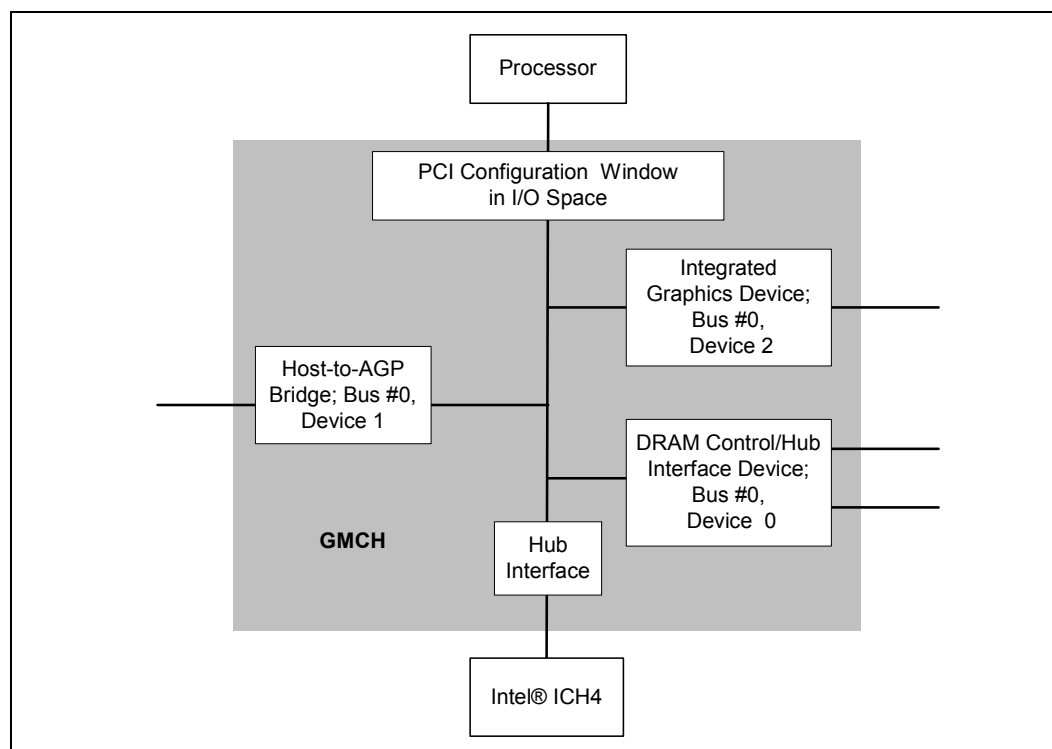 Processor
PCI Configuration Window
in I/O Space
Integrated
Graphics Device;
Bus #0,
Device 2
Host-to-AGP
Bridge; Bus #0,
Device 1
DRAM Control/Hub
Interface Device;
Bus #0,
Device 0
GMCH
Hub
Interface
Intel® ICH4